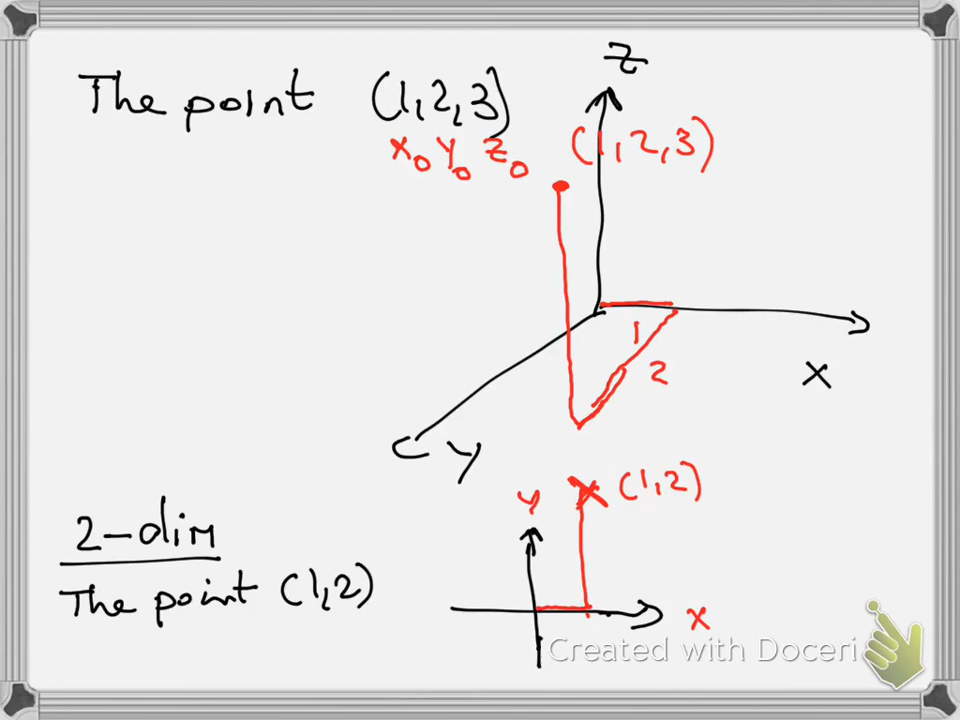 The point (1,2,3)
x₀ y₀ z₀
z
(1,2,3)
1
2
x
y
2-dim
The point (1,2)
y
(1,2)
x
Created with Doceri